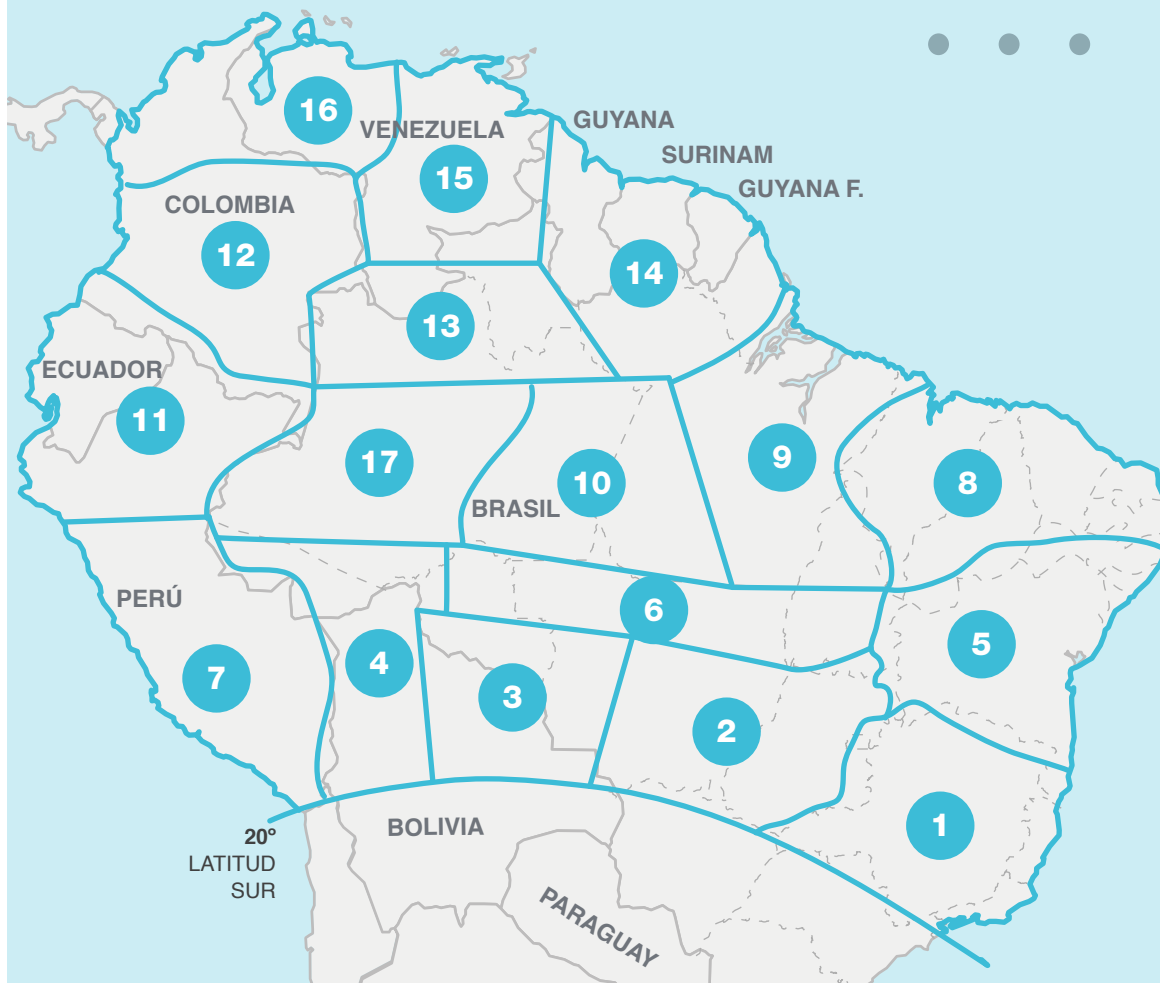 16
GUYANA
VENEZUELA
SURINAM
15
GUYANA F.
COLOMBIA
12
14
13
ECUADOR
11
17
9
10
8
BRASIL
PERÚ
6
5
4
7
3
2
1
BOLIVIA
20º
LATITUD
SUR
PARAGUAY